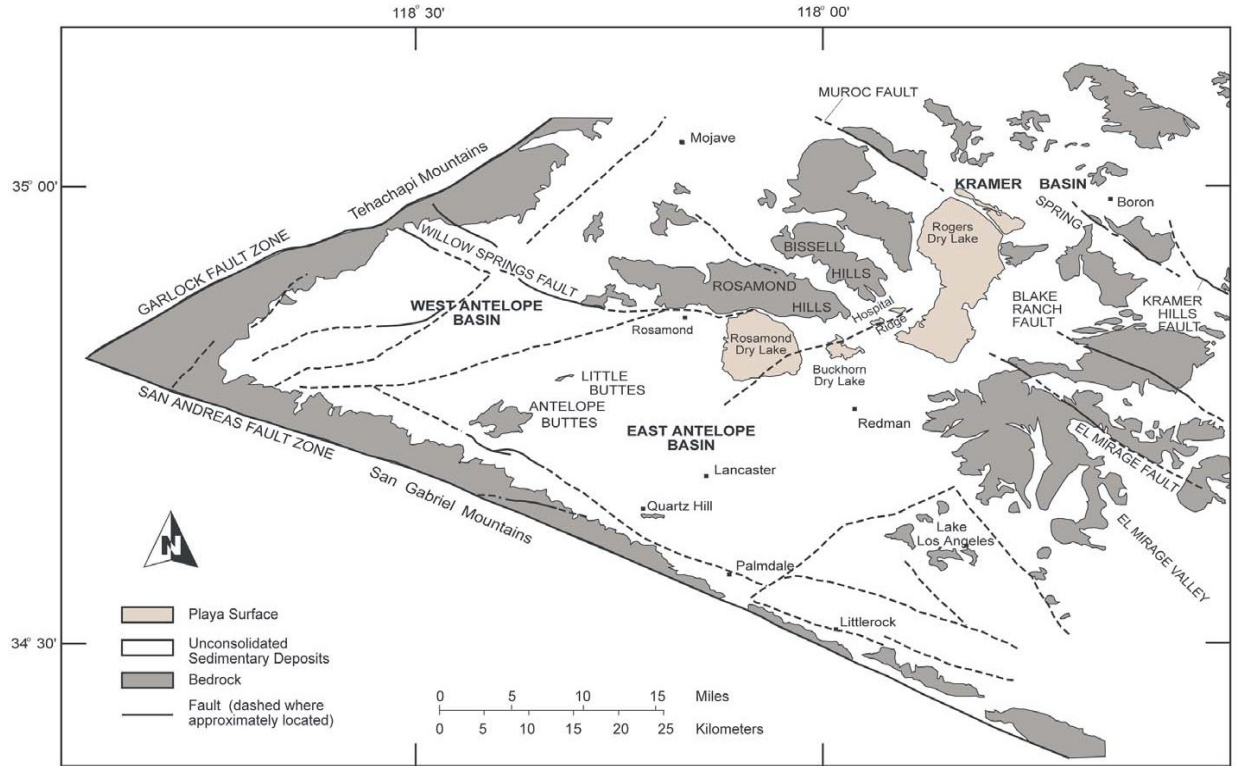 118° 30'
118° 00'
MUROC FAULT
Mojave
Tehachapi Mountains
35° 00'
KRAMER BASIN
SPRING
Boron
Rogers
Dry Lake
GARLOCK FAULT ZONE
WILLOW SPRINGS FAULT
BISSELL
HILLS
ROSAMOND
HILLS
WEST ANTELOPE
BASIN
BLAKE
RANCH
FAULT
KRAMER
HILLS
FAULT
Hospital
Ridge
Rosamond
Rosamond
Dry Lake
Buckhorn
Dry Lake
LITTLE
BUTTES
ANTELOPE
BUTTES
SAN ANDREAS FAULT ZONE
Redman
EAST ANTELOPE
BASIN
EL MIRAGE FAULT
Lancaster
San Gabriel Mountains
Quartz Hill
Lake
Los Angeles
EL MIRAGE VALLEY
N
Palmdale
Playa Surface
Littlerock
34° 30'
Unconsolidated
Sedimentary Deposits
Bedrock
Fault (dashed where
approximately located)
0 5 10 15 Miles
0 5 10 15 20 25 Kilometers